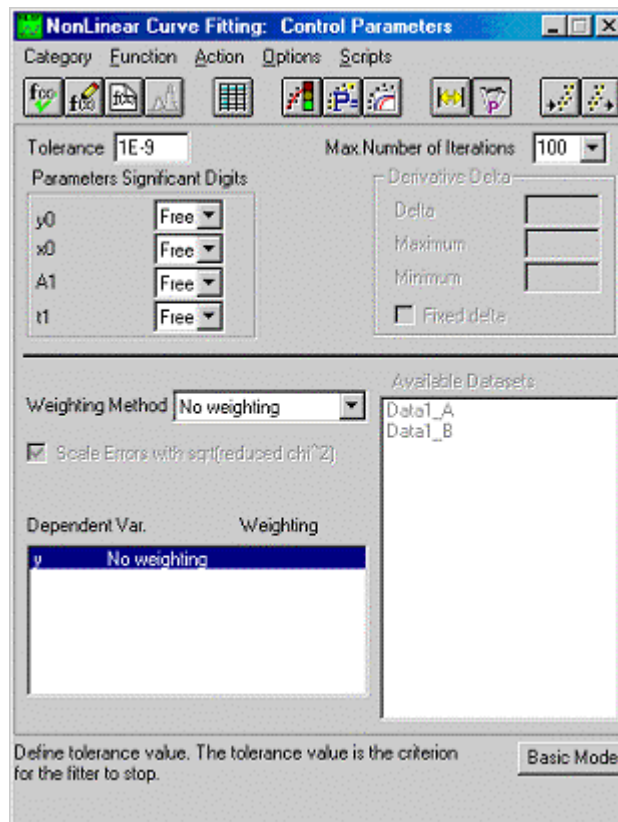 NonLinear Curve Fitting: Control Parameters
Category Function Action Options Scripts
Tolerance 1E-9 Max.Number of Iterations 100
Parameters Significant Digits Derivative Delta
y0 Free Delta
x0 Free Maximum
A1 Free Minimum
t1 Free Fixed delta
Available Datasets
Weighting Method No weighting Data1_A
Data1_B
Scale Errors with sqrt(reduced chi^2)
Dependent Var. Weighting
y No weighting
Define tolerance value. The tolerance value is the criterion
for the fitter to stop.
Basic Mode